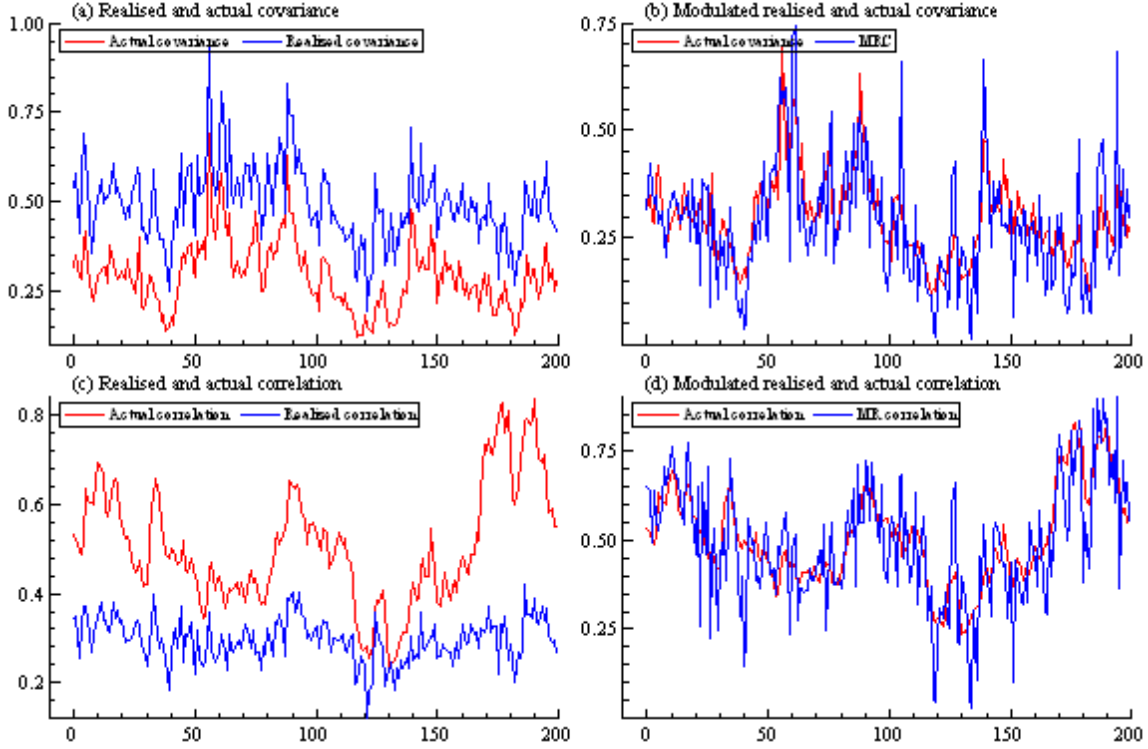 (a) Realised and actual covariance
1.00
Actual covariance Realized covariance
0.75
0.50
0.25
0 50 100 150 200
(b) Modulated realised and actual covariance
0.75
Actual covariance MRC
0.50
0.25
0 50 100 150 200
(c) Realised and actual correlation
0.8
Actual correlation Realized correlation
0.6
0.4
0.2
0 50 100 150 200
(d) Modulated realised and actual correlation
Actual correlation MR correlation
0.75
0.50
0.25
0 50 100 150 200